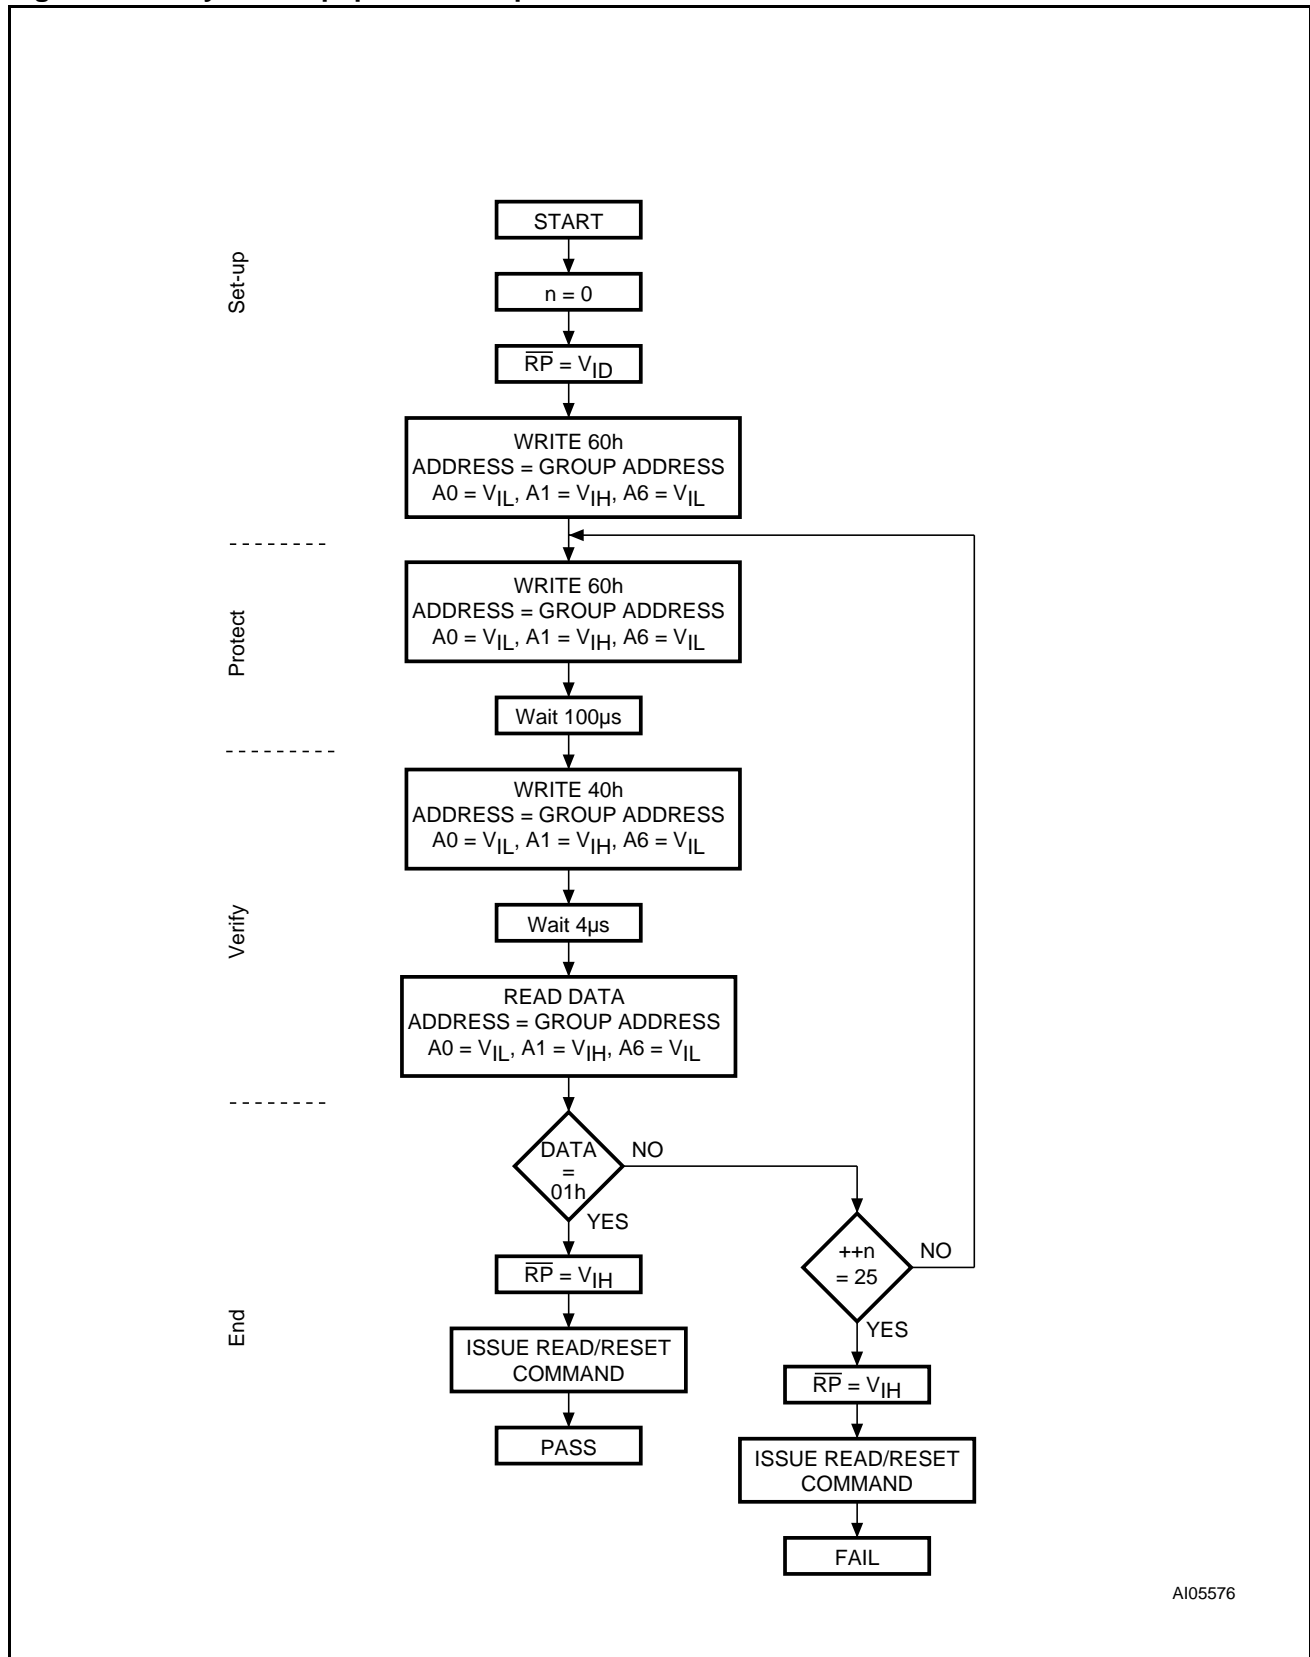 Set-up
START
n = 0
RP = VID
WRITE 60h
ADDRESS = GROUP ADDRESS
A0 = VIL, A1 = VIH, A6 = VIL
Protect
WRITE 60h
ADDRESS = GROUP ADDRESS
A0 = VIL, A1 = VIH, A6 = VIL
Wait 100µs
Verify
WRITE 40h
ADDRESS = GROUP ADDRESS
A0 = VIL, A1 = VIH, A6 = VIL
Wait 4µs
READ DATA
ADDRESS = GROUP ADDRESS
A0 = VIL, A1 = VIH, A6 = VIL
End
DATA
=
01h
NO
YES
++n
= 25
NO
YES
RP = VIH
ISSUE READ/RESET
COMMAND
PASS
RP = VIH
ISSUE READ/RESET
COMMAND
FAIL
AI05576